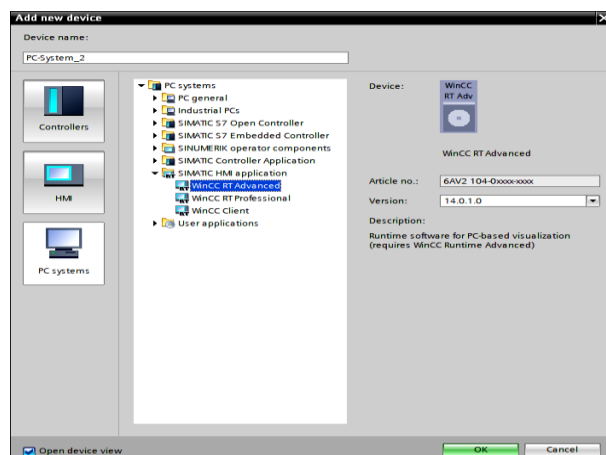 Add new device
Device name:
PC-System_2
Controllers
HMI
PC systems
PC systems
PC general
Industrial PCs
SIMATIC S7 Open Controller
SIMATIC S7 Embedded Controller
SINUMERIK operator components
SIMATIC Controller Application
SIMATIC HMI application
WinCC RT Advanced
WinCC RT Professional
WinCC Client
User applications
Device:
WinCC
RT Adv
WinCC RT Advanced
Article no.: 6AV2 104-0xxxx-xxxx
Version: 14.0.1.0
Description:
Runtime software for PC-based visualization
(requires WinCC Runtime Advanced)
Open device view
OK Cancel